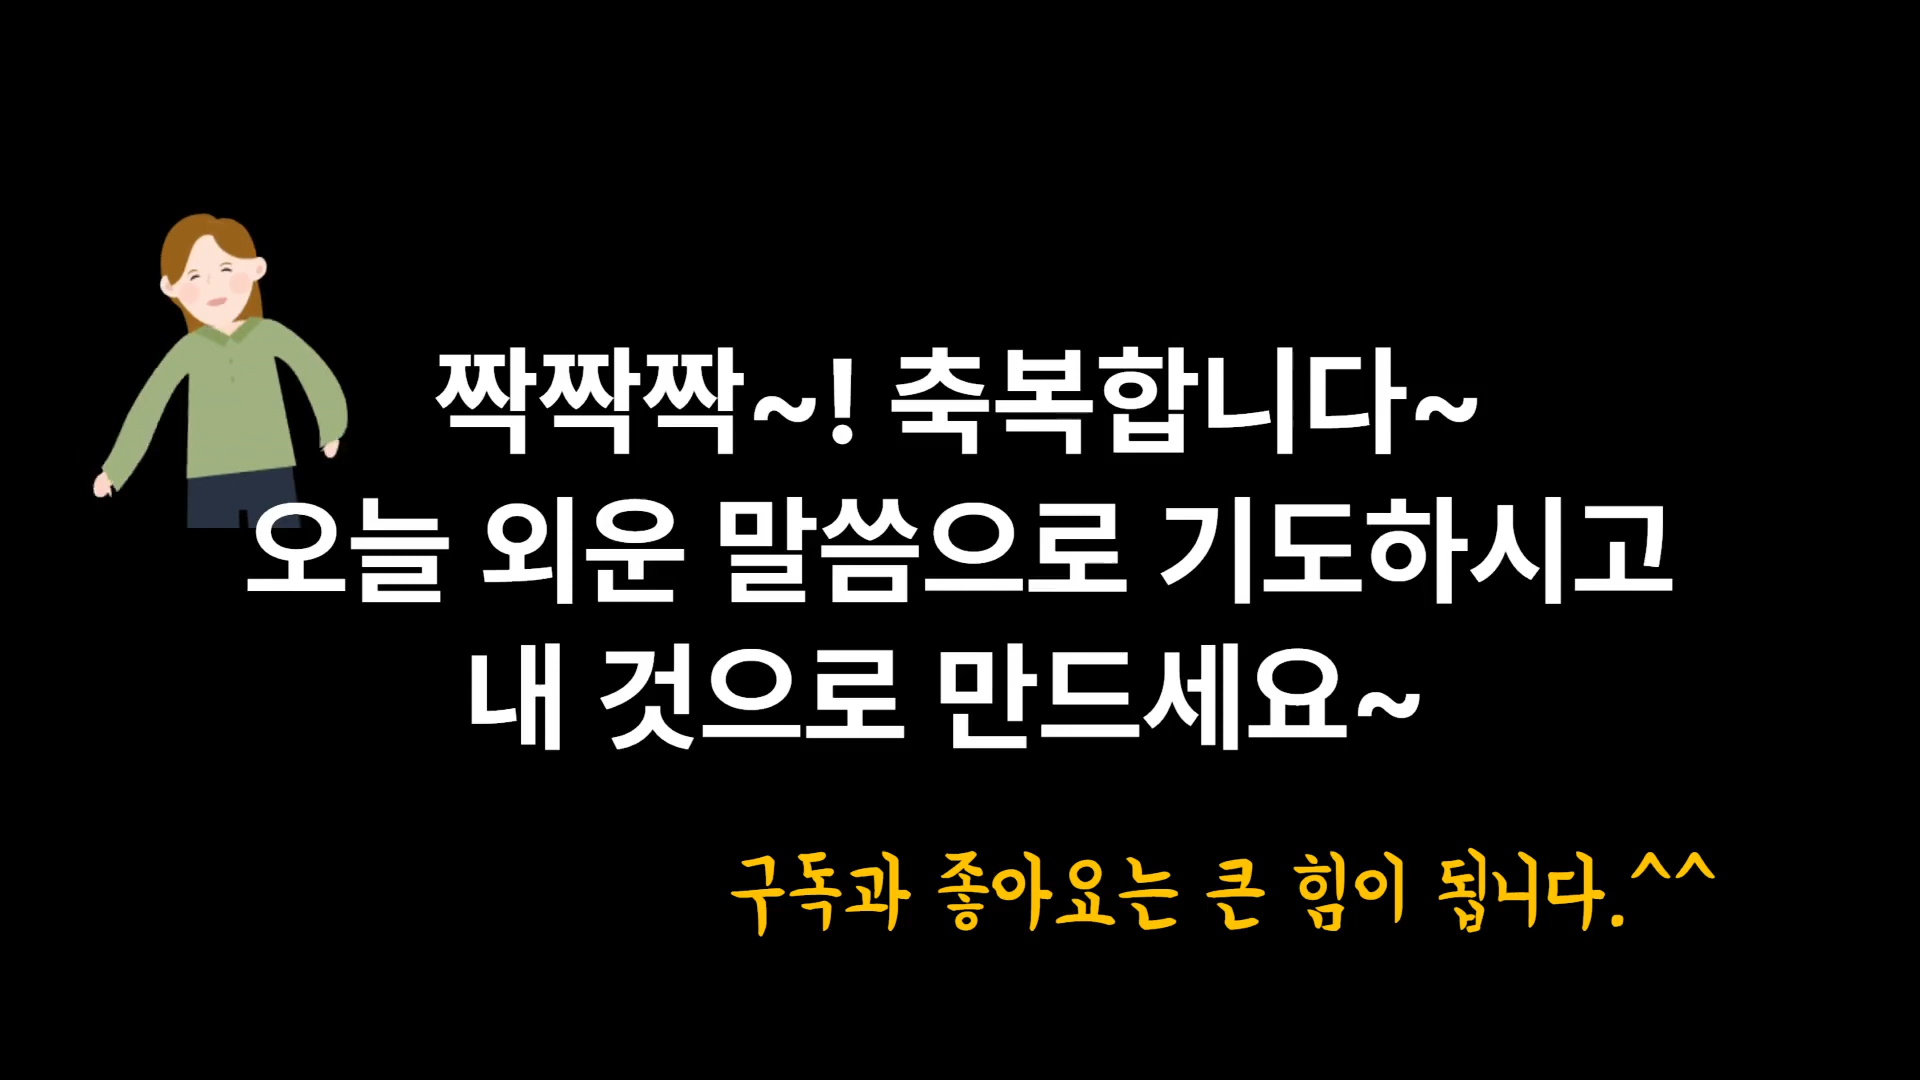 짝짝짝~! 축복합니다~
오늘 외운 말씀으로 기도하시고
내 것으로 만드세요~
구독과 좋아요는 큰 힘이 됩니다.^^